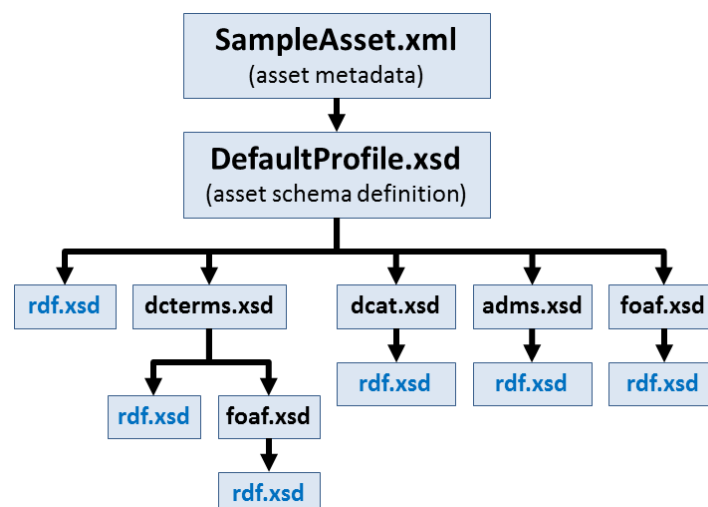 SampleAsset.xml
(asset metadata)
DefaultProfile.xsd
(asset schema definition)
rdf.xsd dcterms.xsd dcat.xsd adms.xsd foaf.xsd
rdf.xsd rdf.xsd rdf.xsd
rdf.xsd foaf.xsd
rdf.xsd